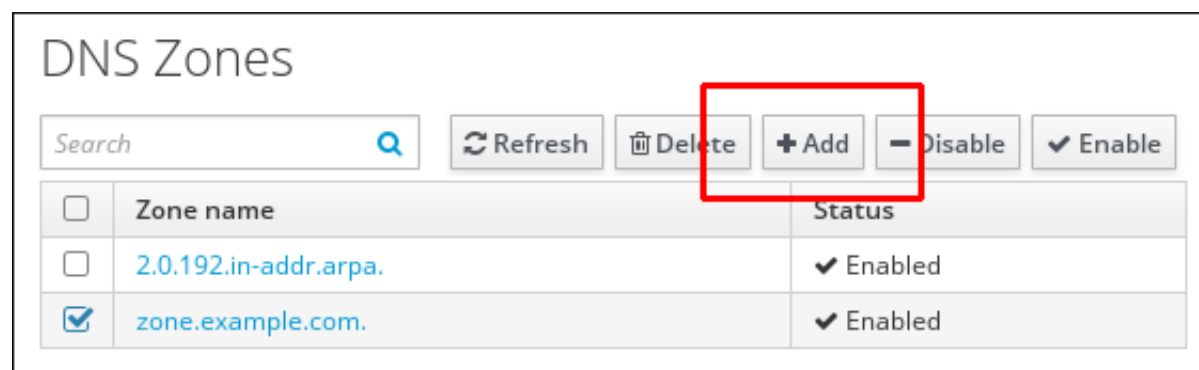 DNS Zones
Search Refresh Delete Add Disable Enable
Zone name Status
2.0.192.in-addr.arpa. Enabled
zone.example.com. Enabled